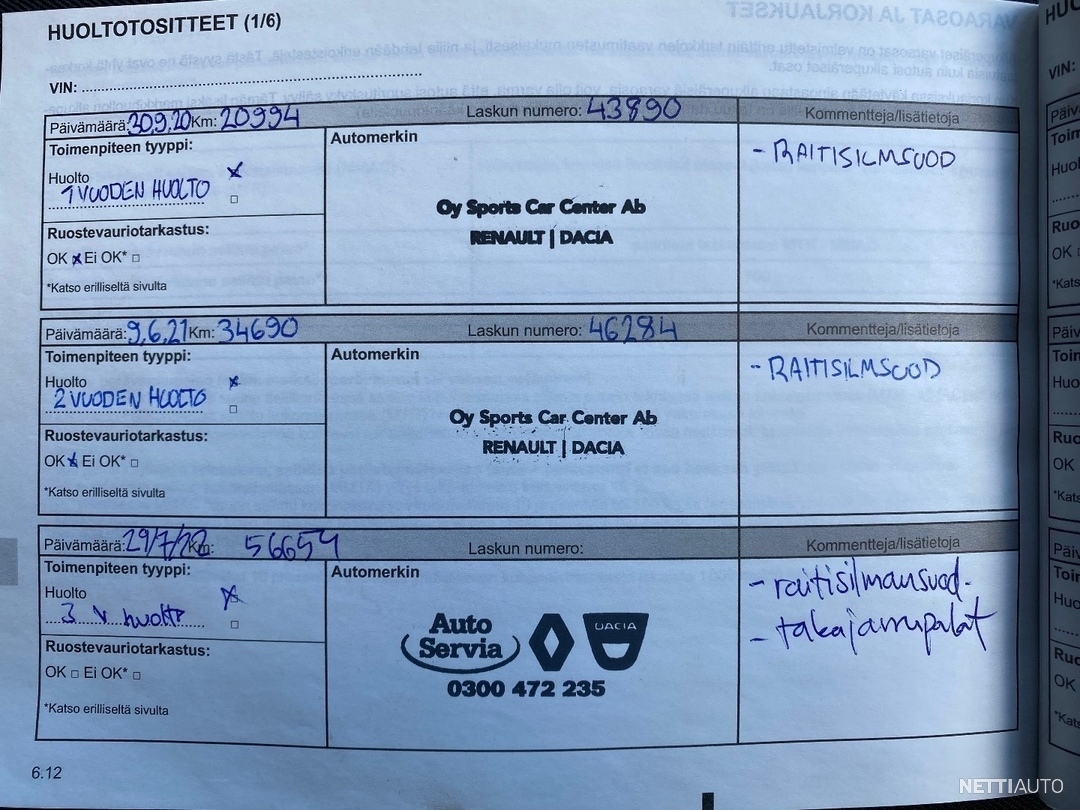 HUOLTOTOSITTEET (1/6)
VIN:
Päivämäärä: 30.9.20 Km: 20994 Laskun numero: 43890 Kommentteja/lisätietoja
Toimenpiteen tyyppi: Automerkin - RAITISILMSUOD
Huolto x
1 VUODEN HUOLTO □
Oy Sports Car Center Ab
RENAULT | DACIA
Ruostevauriotarkastus:
OK x Ei OK* □
*Katso erilliseltä sivulta
Päivämäärä: 9,6,21 Km: 34690 Laskun numero: 46284 Kommentteja/lisätietoja
Toimenpiteen tyyppi: Automerkin - RAITISILMSUOD
Huolto x
2 VUODEN HUOLTO □
Oy Sports Car Center Ab
RENAULT | DACIA
Ruostevauriotarkastus:
OK x Ei OK* □
*Katso erilliseltä sivulta
Päivämäärä: 29/7/22 Km: 56654 Laskun numero: Kommentteja/lisätietoja
Toimenpiteen tyyppi: Automerkin - raitisilmansuod.
Huolto x
3 v huolto □
- takajarrupalat
Auto Servia DACIA
0300 472 235
Ruostevauriotarkastus:
OK □ Ei OK* □
*Katso erilliseltä sivulta
6.12
NETTIAUTO